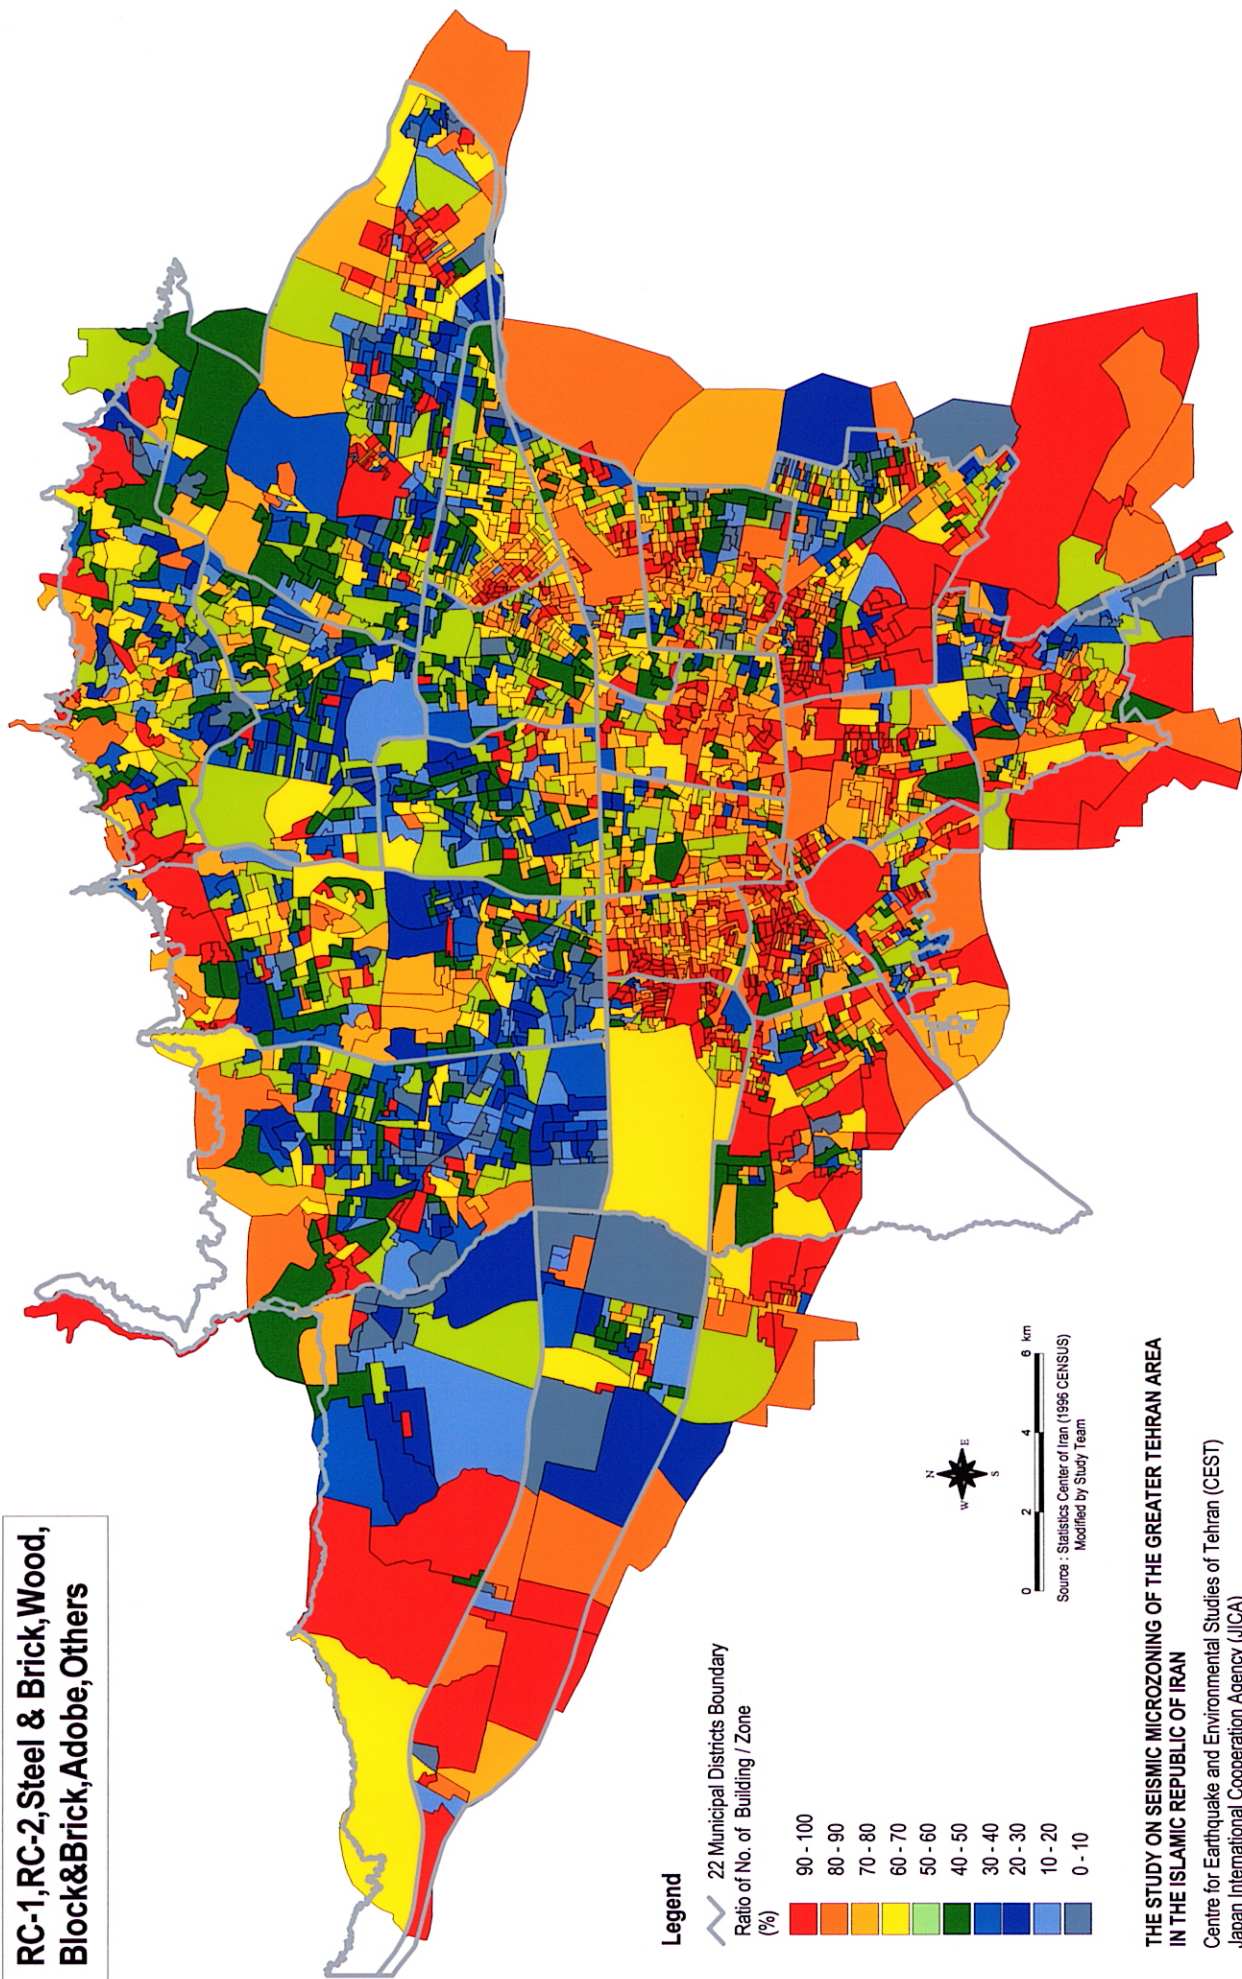 RC-1,RC-2,Steel & Brick,Wood,
Block&Brick,Adobe,Others
Legend
22 Municipal Districts Boundary
Ratio of No. of Building / Zone
(%)
90 - 100
80 - 90
70 - 80
60 - 70
50 - 60
40 - 50
30 - 40
20 - 30
10 - 20
0 - 10
N
W
E
S
0 2 4 6 km
Source : Statistics Center of Iran (1996 CENSUS)
Modified by Study Team
THE STUDY ON SEISMIC MICROZONING OF THE GREATER TEHRAN AREA
IN THE ISLAMIC REPUBLIC OF IRAN
Centre for Earthquake and Environmental Studies of Tehran (CEST)
Japan International Cooperation Agency (JICA)